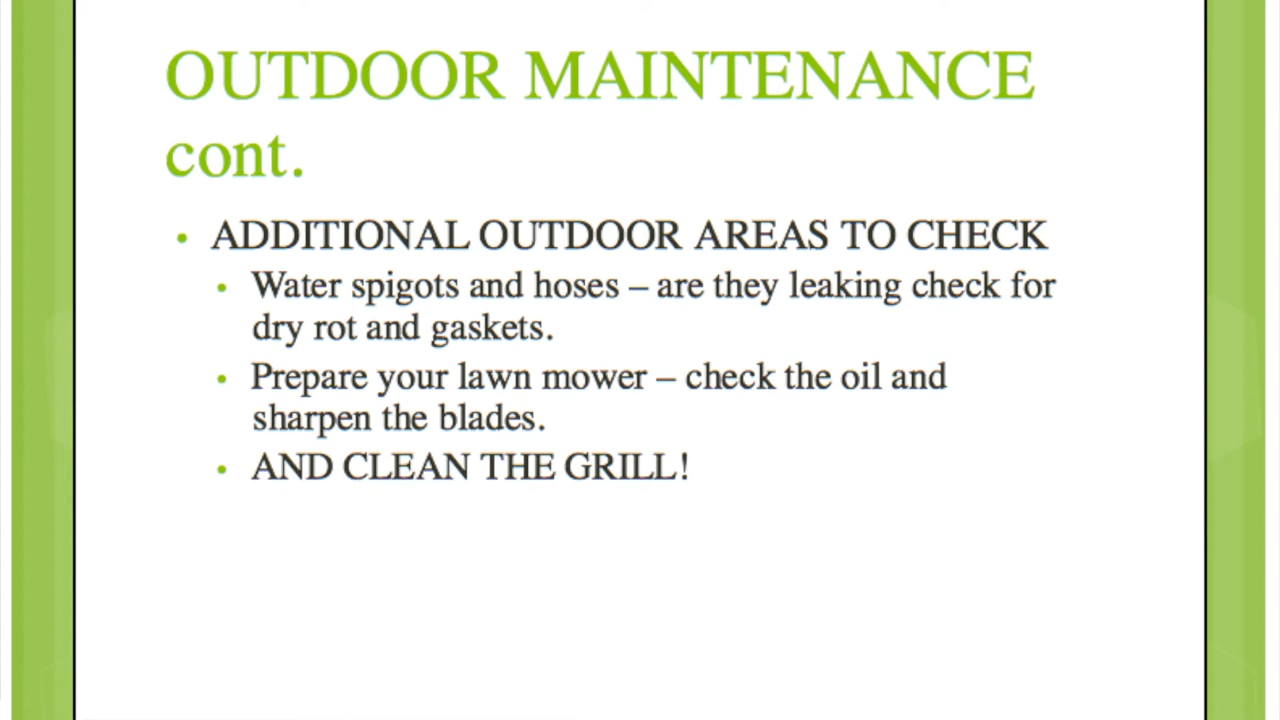 OUTDOOR MAINTENANCE
cont.
• ADDITIONAL OUTDOOR AREAS TO CHECK
• Water spigots and hoses – are they leaking check for
dry rot and gaskets.
• Prepare your lawn mower – check the oil and
sharpen the blades.
• AND CLEAN THE GRILL!